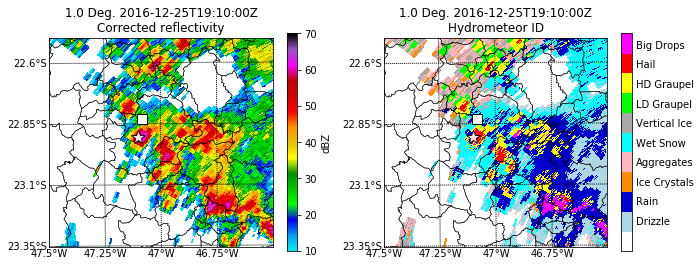 1.0 Deg. 2016-12-25T19:10:00Z
Corrected reflectivity
22.6°S
22.85°S
23.1°S
23.35°S
47.5°W
47.25°W
47°W
46.75°W
70
60
50
40
30
20
10
dBZ
1.0 Deg. 2016-12-25T19:10:00Z
Hydrometeor ID
22.6°S
22.85°S
23.1°S
23.35°S
47.5°W
47.25°W
47°W
46.75°W
Big Drops
Hail
HD Graupel
LD Graupel
Vertical Ice
Wet Snow
Aggregates
Ice Crystals
Rain
Drizzle